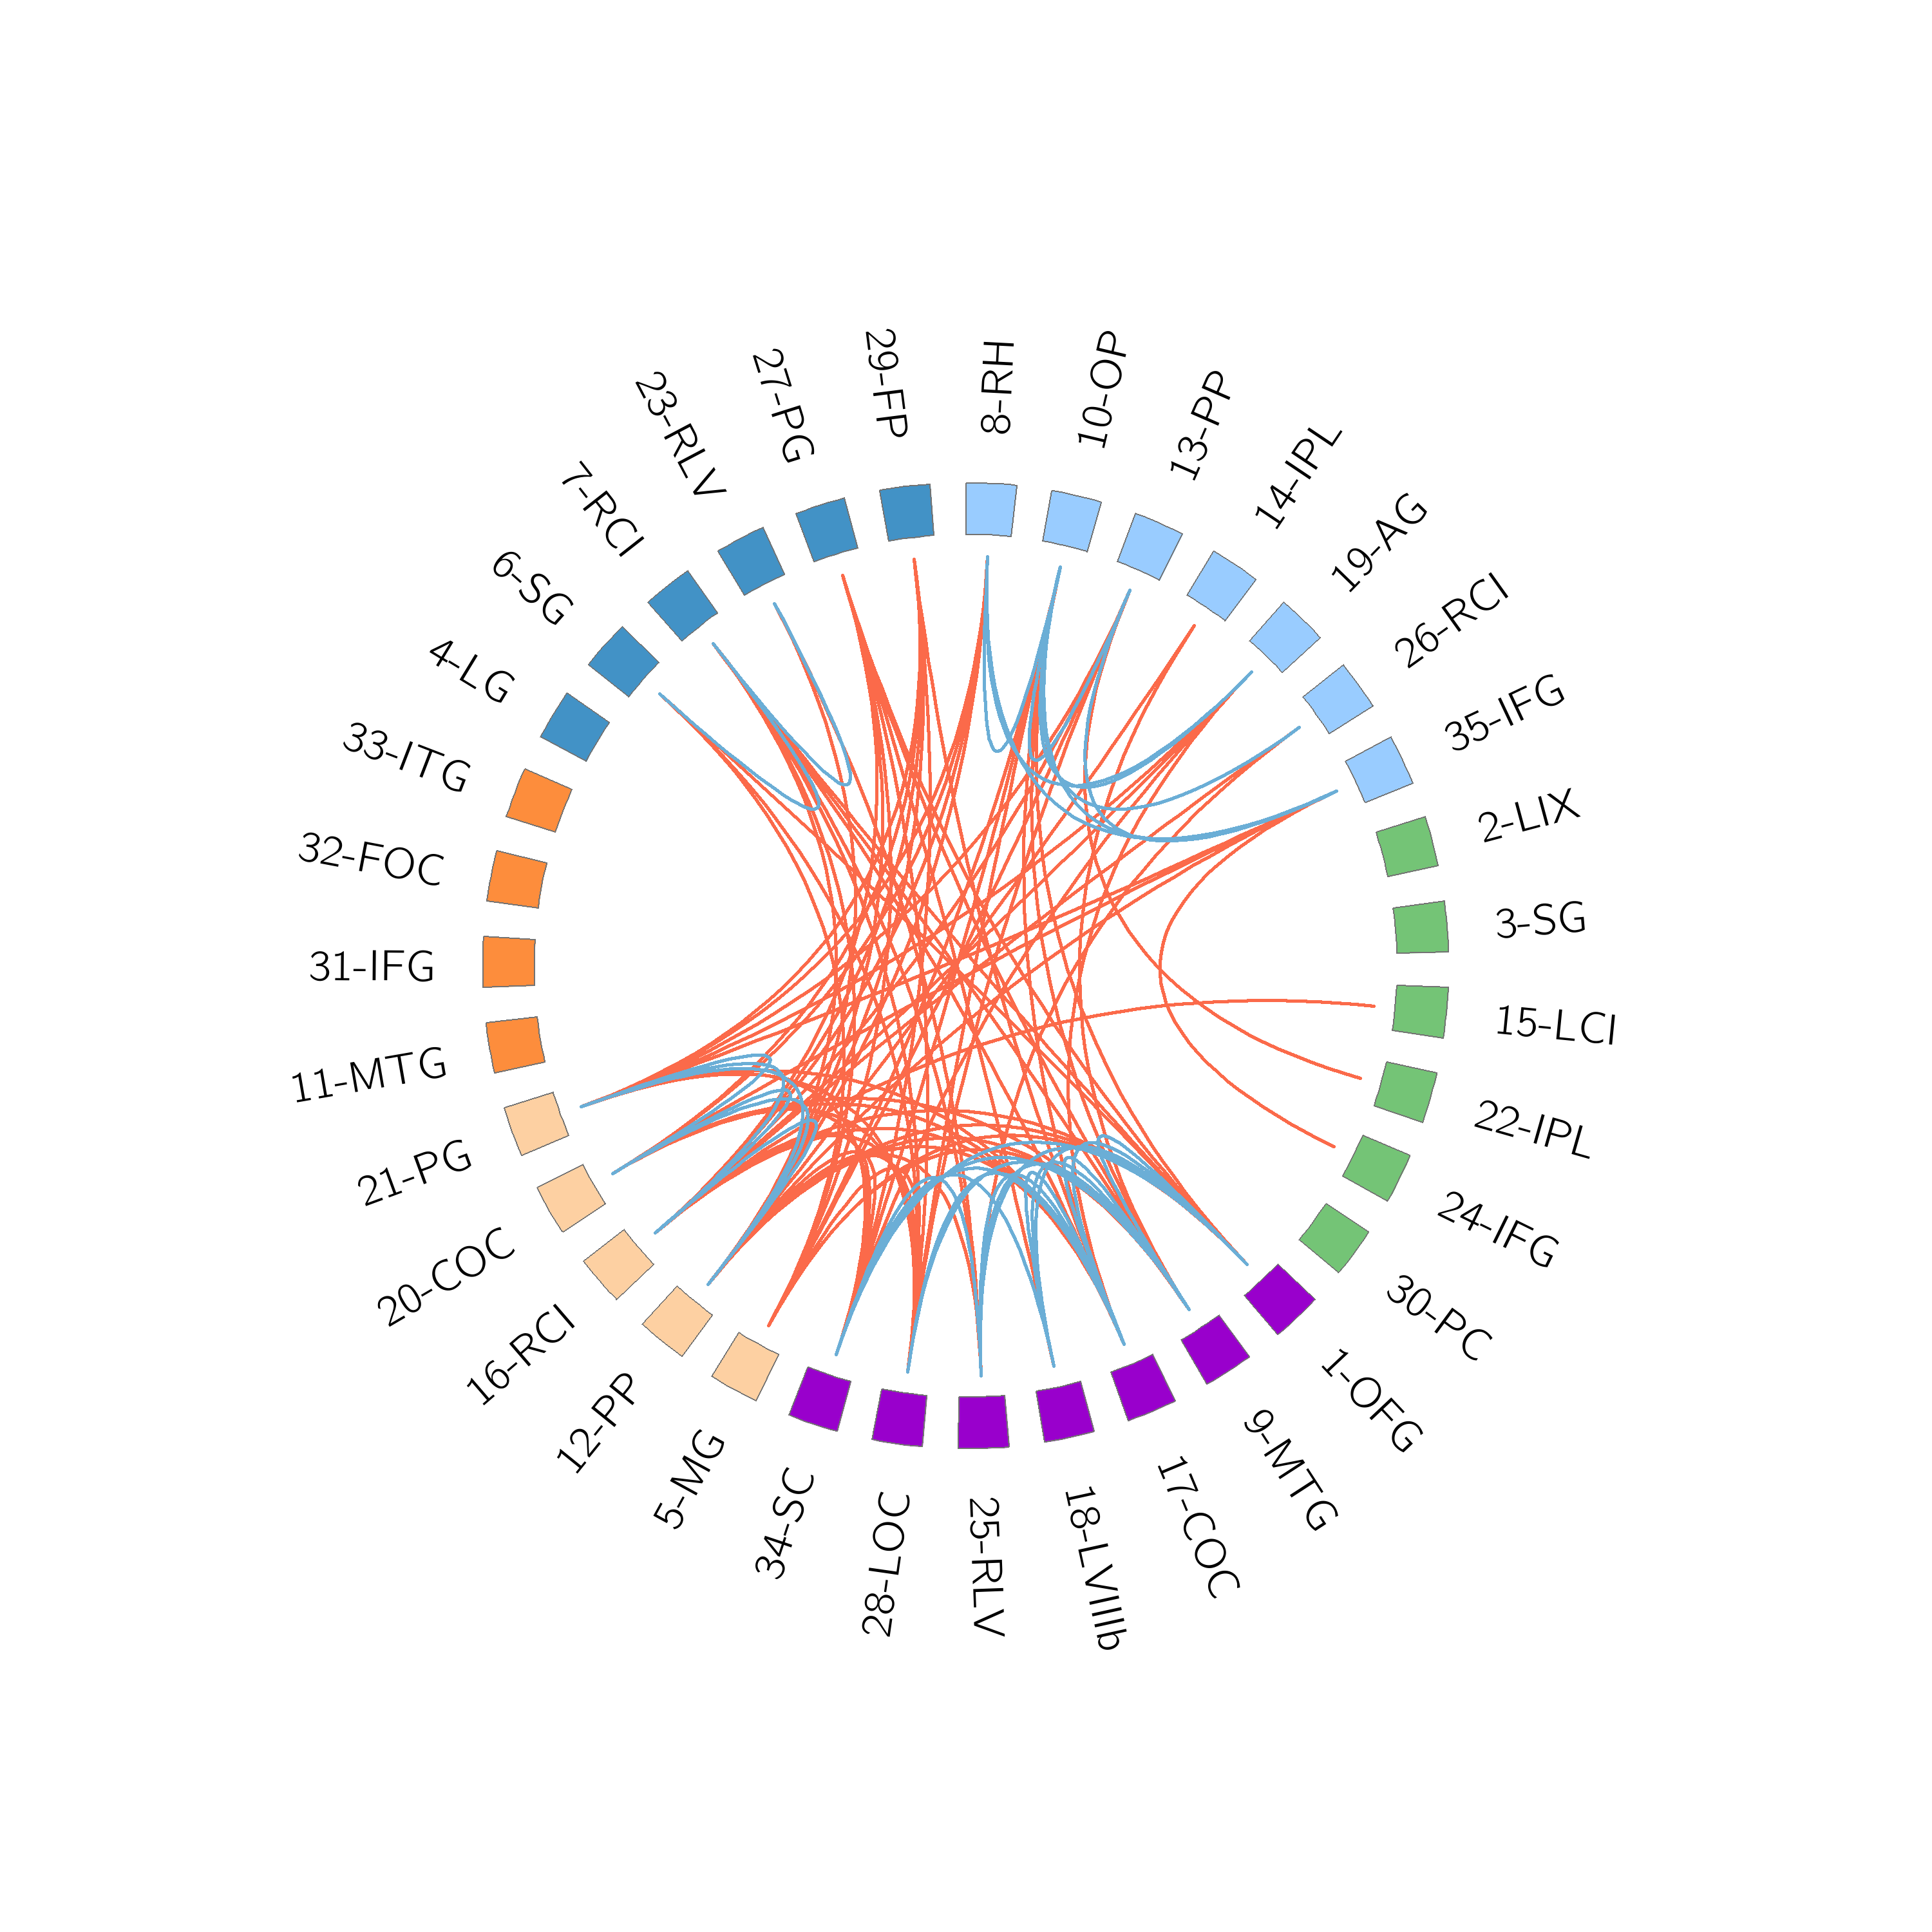 8-RH
10-OP
13-PP
14-IPL
19-AG
26-RCI
35-IFG
2-LIX
3-SG
15-LCI
22-IPL
24-IFG
30-PC
1-OFG
9-MTG
17-COC
18-LVIIIb
25-RLV
28-LOC
34-SC
5-MG
12-PP
16-RCI
20-COC
21-PG
11-MTG
31-IFG
32-FOC
33-ITG
4-LG
6-SG
7-RCI
23-RLV
27-PG
29-FP